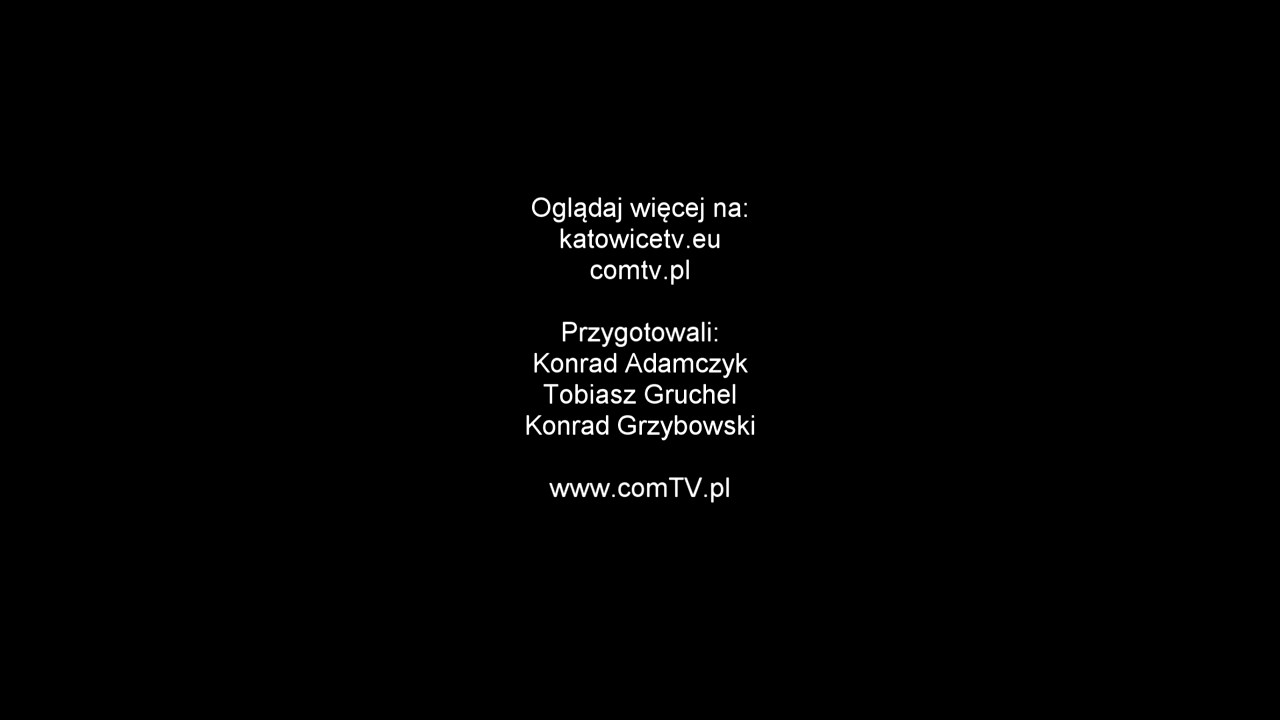 Oglądaj więcej na:
katowicetv.eu
comtv.pl
Przygotowali:
Konrad Adamczyk
Tobiasz Gruchel
Konrad Grzybowski
www.comTV.pl